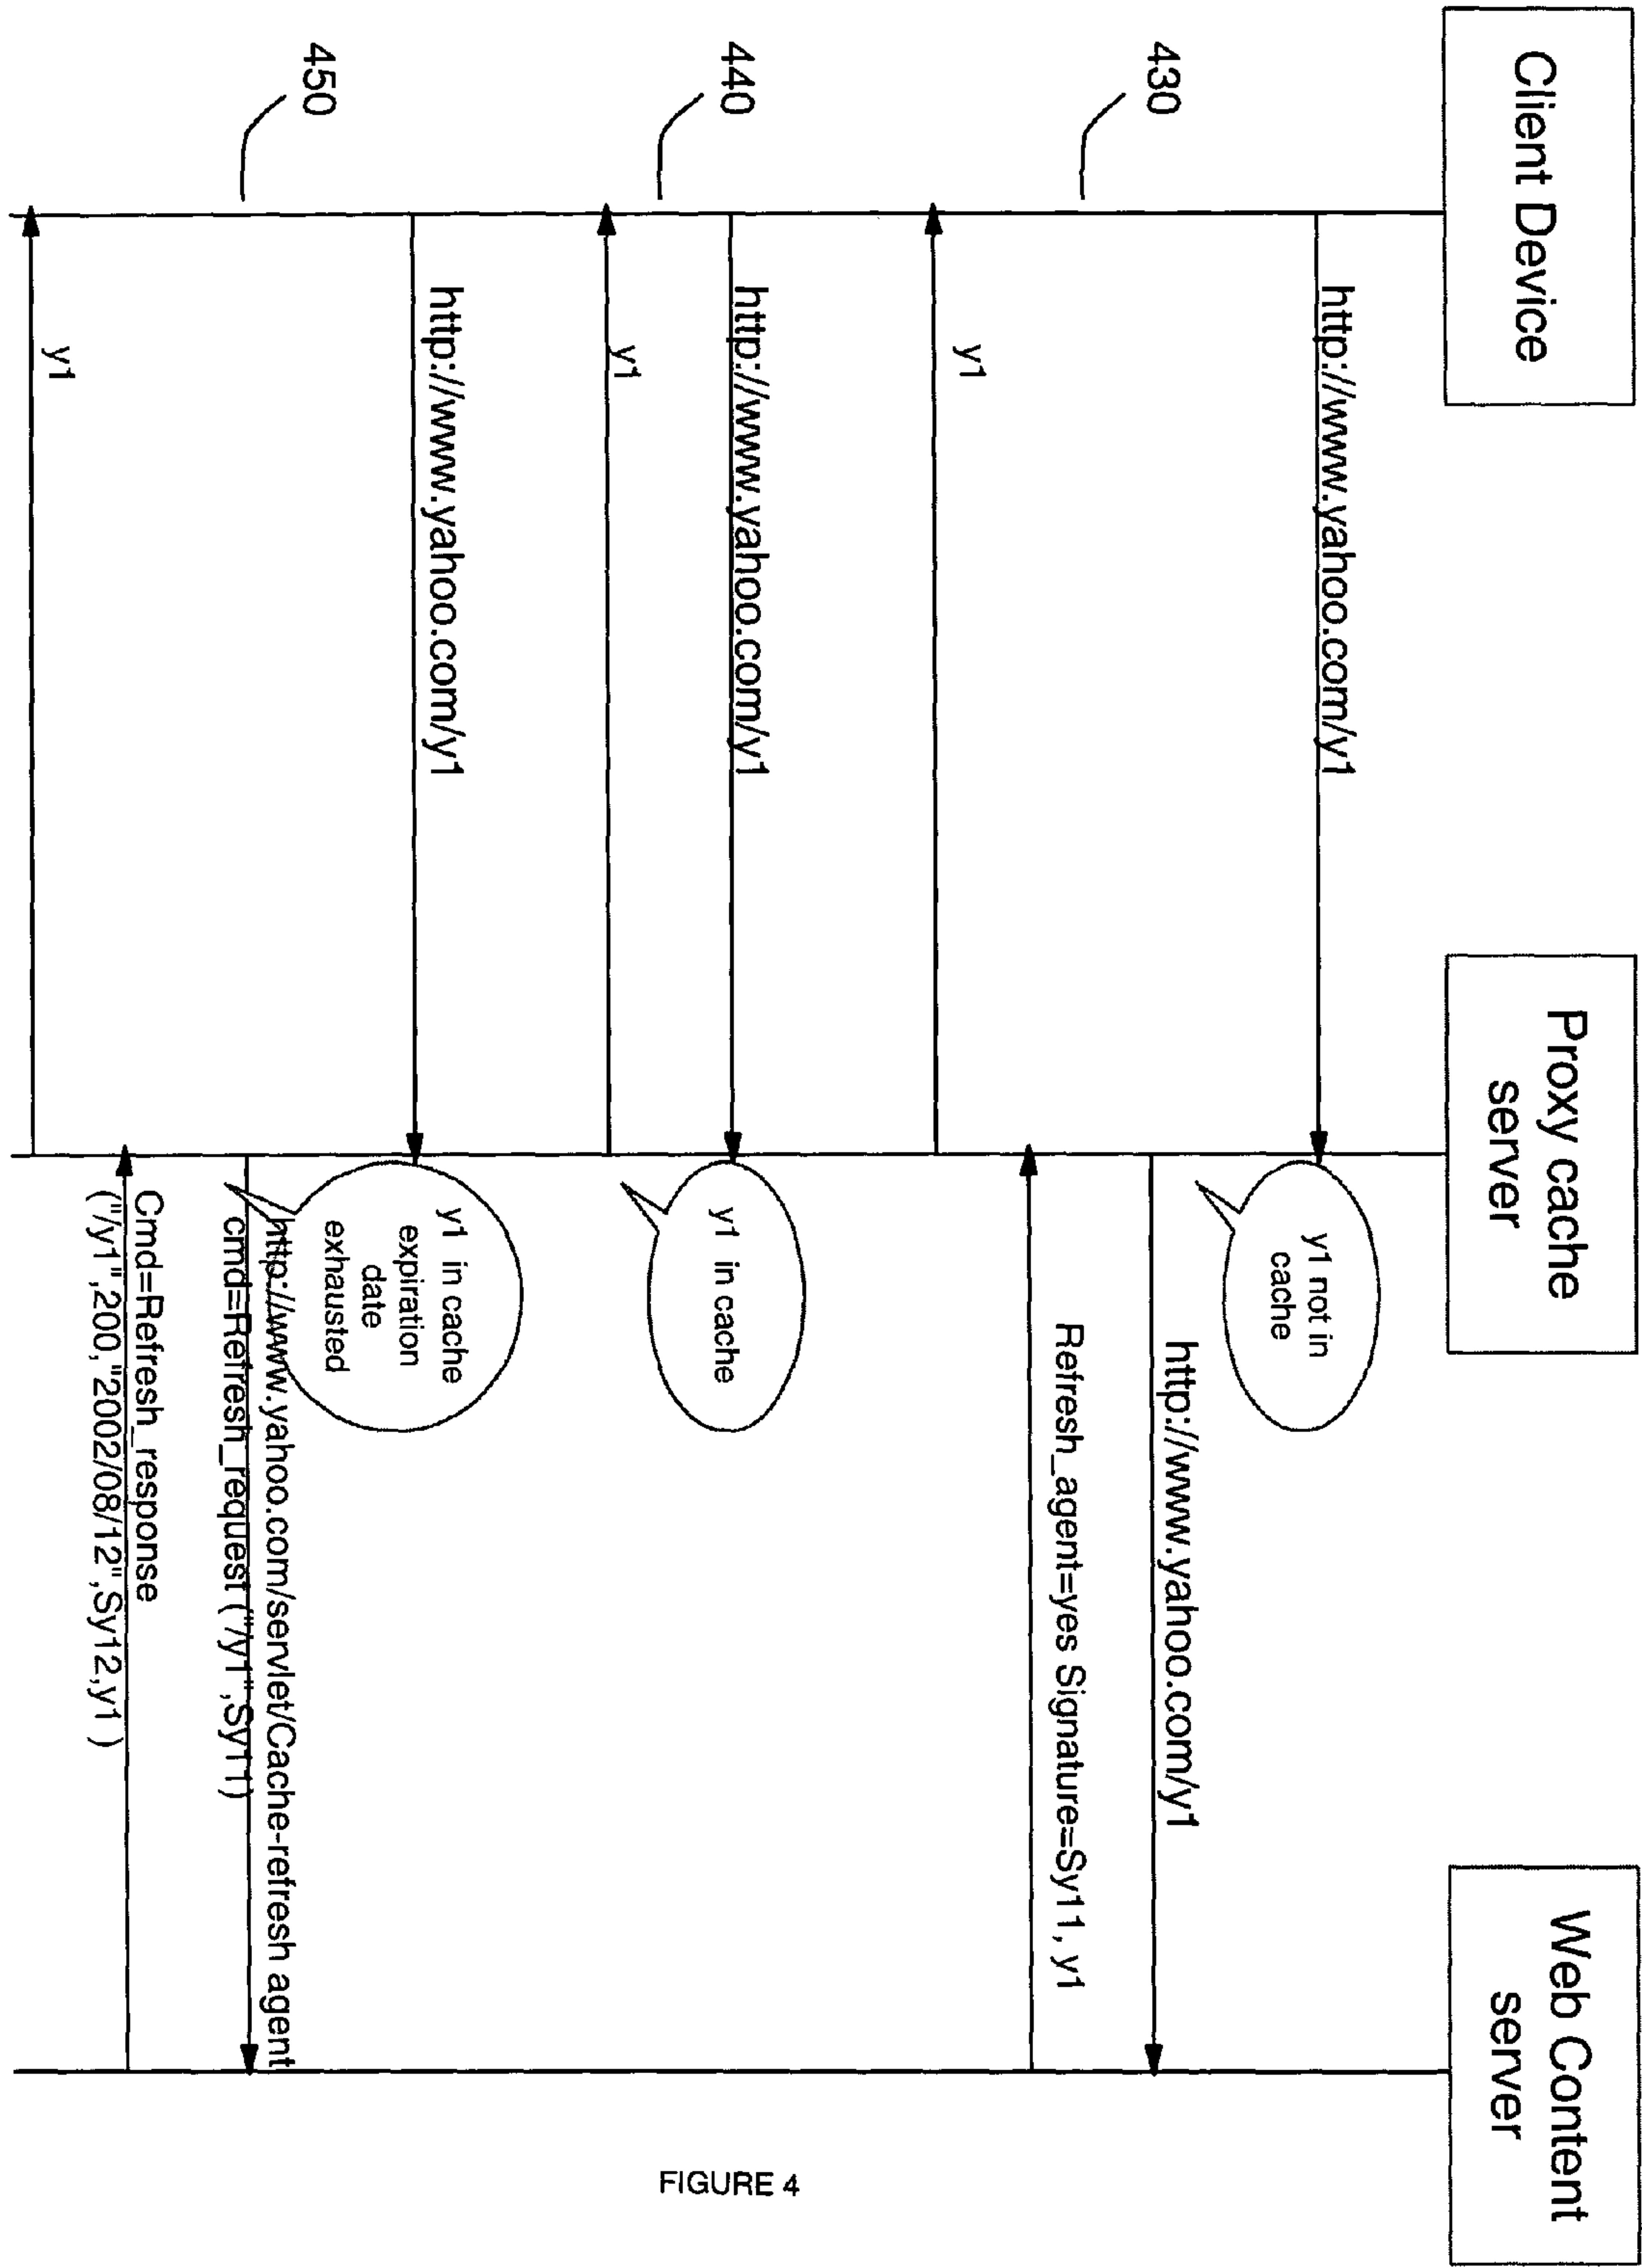 Client Device
Proxy cache
server
Web Content
server
430
http://www.yahoo.com/y1
y1 not in
cache
http://www.yahoo.com/y1
Refresh_agent=yes Signature=Sy11, y1
y1
440
http://www.yahoo.com/y1
y1 in cache
y1
450
http://www.yahoo.com/y1
y1 in cache
expiration
date
exhausted
http://www.yahoo.com/servlet/Cache-refresh agent
cmd=Refresh_request ("/y1",Sy11)
Cmd=Refresh_response
("/y1",200,"2002/08/12",Sy12,y1 )
y1
FIGURE 4